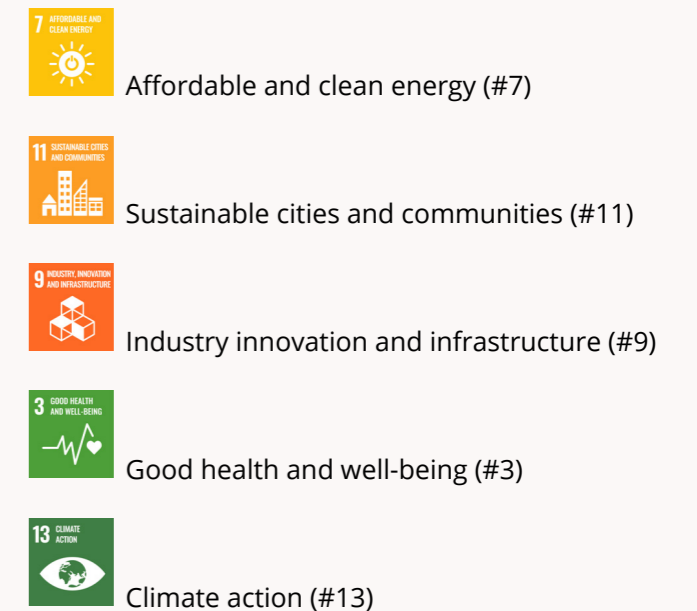 7 AFFORDABLE AND
CLEAN ENERGY
Affordable and clean energy (#7)
11 SUSTAINABLE CITIES
AND COMMUNITIES
Sustainable cities and communities (#11)
9 INDUSTRY, INNOVATION
AND INFRASTRUCTURE
Industry innovation and infrastructure (#9)
3 GOOD HEALTH
AND WELL-BEING
Good health and well-being (#3)
13 CLIMATE
ACTION
Climate action (#13)